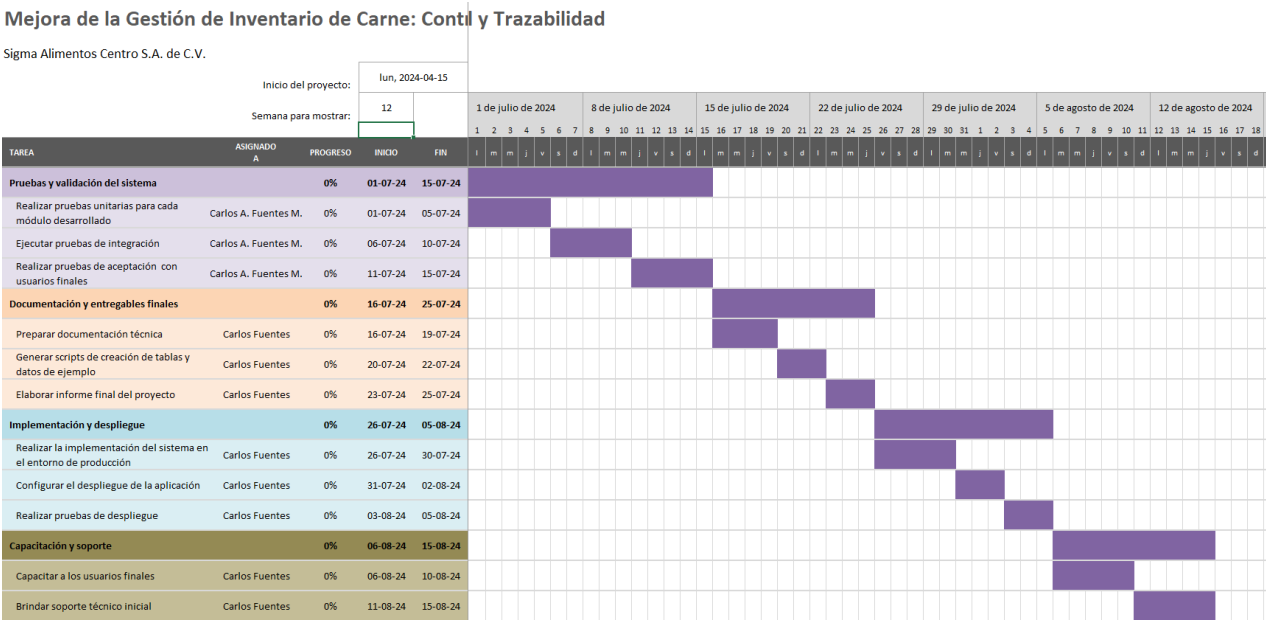 Mejora de la Gestión de Inventario de Carne: Contil y Trazabilidad
Sigma Alimentos Centro S.A. de C.V.
Inicio del proyecto: lun, 2024-04-15
Semana para mostrar: 12
1 de julio de 2024 8 de julio de 2024 15 de julio de 2024 22 de julio de 2024 29 de julio de 2024 5 de agosto de 2024 12 de agosto de 2024
1 2 3 4 5 6 7 8 9 10 11 12 13 14 15 16 17 18 19 20 21 22 23 24 25 26 27 28 29 30 31 1 2 3 4 5 6 7 8 9 10 11 12 13 14 15 16 17 18
TAREA ASIGNADO A PROGRESO INICIO FIN l m m j v s d l m m j v s d l m m j v s d l m m j v s d l m m j v s d l m m j v s d l m m j v s d
Pruebas y validación del sistema 0% 01-07-24 15-07-24
Realizar pruebas unitarias para cada
módulo desarrollado Carlos A. Fuentes M. 0% 01-07-24 05-07-24
Ejecutar pruebas de integración Carlos A. Fuentes M. 0% 06-07-24 10-07-24
Realizar pruebas de aceptación con
usuarios finales Carlos A. Fuentes M. 0% 11-07-24 15-07-24
Documentación y entregables finales 0% 16-07-24 25-07-24
Preparar documentación técnica Carlos Fuentes 0% 16-07-24 19-07-24
Generar scripts de creación de tablas y
datos de ejemplo Carlos Fuentes 0% 20-07-24 22-07-24
Elaborar informe final del proyecto Carlos Fuentes 0% 23-07-24 25-07-24
Implementación y despliegue 0% 26-07-24 05-08-24
Realizar la implementación del sistema en
el entorno de producción Carlos Fuentes 0% 26-07-24 30-07-24
Configurar el despliegue de la aplicación Carlos Fuentes 0% 31-07-24 02-08-24
Realizar pruebas de despliegue Carlos Fuentes 0% 03-08-24 05-08-24
Capacitación y soporte 0% 06-08-24 15-08-24
Capacitar a los usuarios finales Carlos Fuentes 0% 06-08-24 10-08-24
Brindar soporte técnico inicial Carlos Fuentes 0% 11-08-24 15-08-24